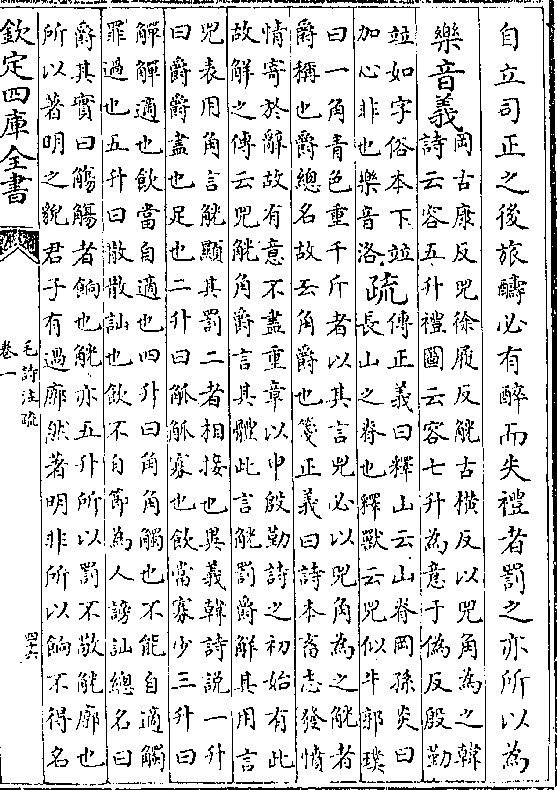 自立司正之後旅醻必有醉而失禮者罰之亦所以為
樂音義岡古康反兕徐履反觥古横反以兕角為之韓
詩云容五升禮圖云容七升為意于偽反殷勤
並如字俗本下並
加心非也樂音洛疏傳正義曰釋山云山脊岡孫炎曰
長山之脊也釋獸云兕似牛郭璞
曰一角青色重千斤者以其言兕必以兕角為之觥者
爵稱也爵總名故云角爵也箋正義曰詩本畜志發憤
情寄於辭故有意不盡重章以申殷勤詩之初始有此
故解之傳云兕觥角爵言其體此言觥罰爵解其用言
兕表用角言觥顯其罰二者相接也異義韓詩說一升
曰爵爵盡也足也二升曰觚觚寡也飲當寡少三升曰
觶觶適也飲當自適也四升曰角角觸也不能自適觸
罪過也五升曰散散訕也飲不自節為人謗訕總名曰
爵其實曰觴觴者餉也觥亦五升所以罰不敬觥廓也
所以著明之貌君子有過廓然著明非所以餉不得名
欽定四庫全書
毛詩注疏
卷一